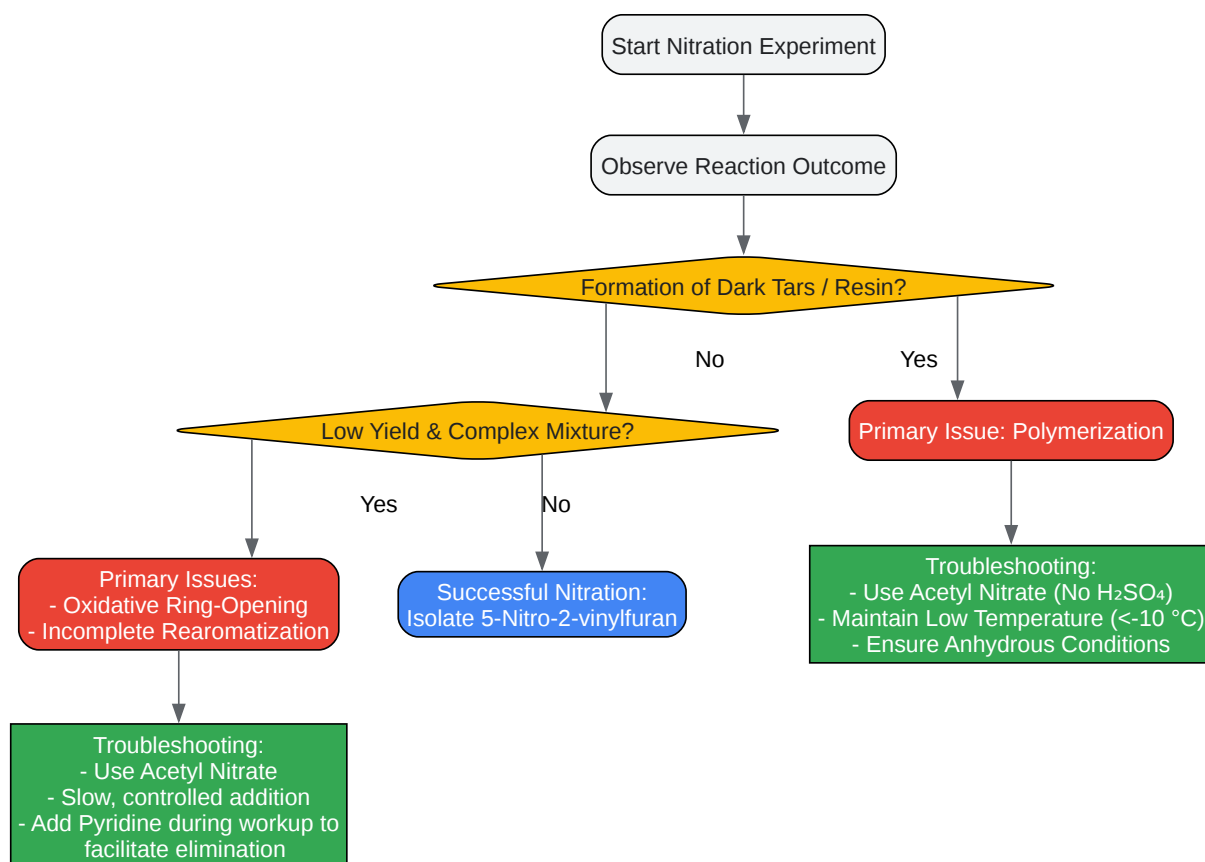 Start Nitration Experiment
Observe Reaction Outcome
Formation of Dark Tars / Resin?
No
Yes
Low Yield & Complex Mixture?
Primary Issue: Polymerization
Yes
No
Primary Issues:
- Oxidative Ring-Opening
- Incomplete Rearomatization
Successful Nitration:
Isolate 5-Nitro-2-vinylfuran
Troubleshooting:
- Use Acetyl Nitrate (No H₂SO₄)
- Maintain Low Temperature (<-10 °C)
- Ensure Anhydrous Conditions
Troubleshooting:
- Use Acetyl Nitrate
- Slow, controlled addition
- Add Pyridine during workup to
facilitate elimination